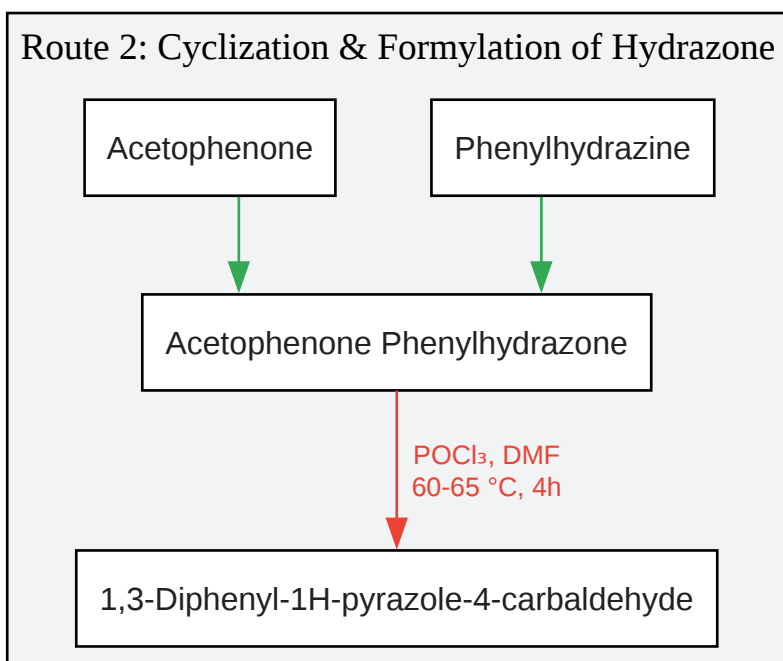 Route 2: Cyclization & Formylation of Hydrazone
Acetophenone
Phenylhydrazine
Acetophenone Phenylhydrazone
POCl₃, DMF
60-65 °C, 4h
1,3-Diphenyl-1H-pyrazole-4-carbaldehyde